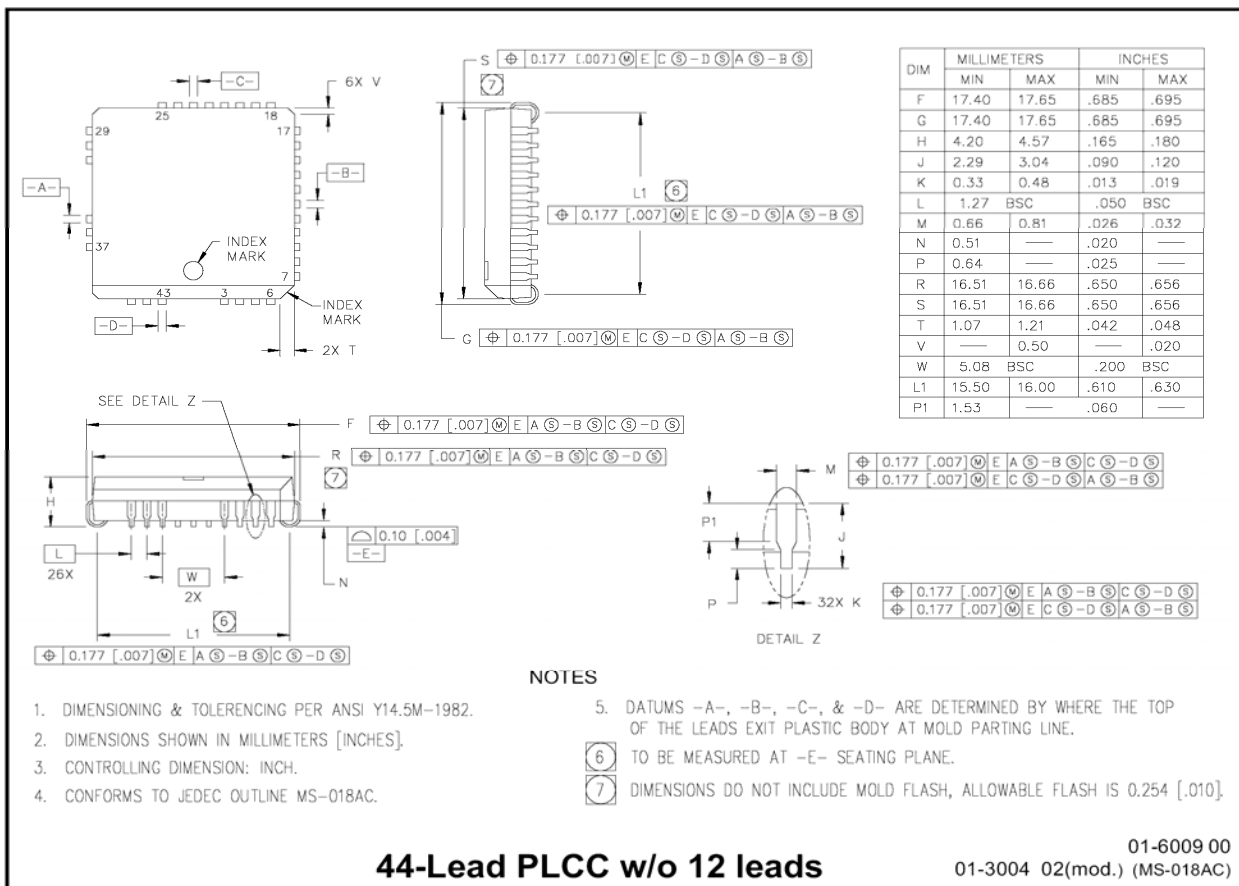 -C-
6X V
25
18
29
17
-A-
-B-
37
INDEX
MARK
7
43
3
6
INDEX
MARK
-D-
2X T
S ⌖ 0.177 [.007] Ⓜ E C Ⓢ -D Ⓢ A Ⓢ -B Ⓢ
7
L1 6
⌖ 0.177 [.007] Ⓜ E C Ⓢ -D Ⓢ A Ⓢ -B Ⓢ
G ⌖ 0.177 [.007] Ⓜ E C Ⓢ -D Ⓢ A Ⓢ -B Ⓢ
DIM MILLIMETERS INCHES
MIN MAX MIN MAX
F 17.40 17.65 .685 .695
G 17.40 17.65 .685 .695
H 4.20 4.57 .165 .180
J 2.29 3.04 .090 .120
K 0.33 0.48 .013 .019
L 1.27 BSC .050 BSC
M 0.66 0.81 .026 .032
N 0.51 — .020 —
P 0.64 — .025 —
R 16.51 16.66 .650 .656
S 16.51 16.66 .650 .656
T 1.07 1.21 .042 .048
V — 0.50 — .020
W 5.08 BSC .200 BSC
L1 15.50 16.00 .610 .630
P1 1.53 — .060 —
SEE DETAIL Z
F ⌖ 0.177 [.007] Ⓜ E A Ⓢ -B Ⓢ C Ⓢ -D Ⓢ
R ⌖ 0.177 [.007] Ⓜ E A Ⓢ -B Ⓢ C Ⓢ -D Ⓢ
7
H
⌓ 0.10 [.004]
-E-
L
26X
W
2X
N
L1 6
⌖ 0.177 [.007] Ⓜ E A Ⓢ -B Ⓢ C Ⓢ -D Ⓢ
M ⌖ 0.177 [.007] Ⓜ E A Ⓢ -B Ⓢ C Ⓢ -D Ⓢ
⌖ 0.177 [.007] Ⓜ E C Ⓢ -D Ⓢ A Ⓢ -B Ⓢ
P1
J
P
32X K
⌖ 0.177 [.007] Ⓜ E A Ⓢ -B Ⓢ C Ⓢ -D Ⓢ
⌖ 0.177 [.007] Ⓜ E C Ⓢ -D Ⓢ A Ⓢ -B Ⓢ
DETAIL Z
NOTES
1. DIMENSIONING & TOLERENCING PER ANSI Y14.5M-1982.
2. DIMENSIONS SHOWN IN MILLIMETERS [INCHES].
3. CONTROLLING DIMENSION: INCH.
4. CONFORMS TO JEDEC OUTLINE MS-018AC.
5. DATUMS -A-, -B-, -C-, & -D- ARE DETERMINED BY WHERE THE TOP
OF THE LEADS EXIT PLASTIC BODY AT MOLD PARTING LINE.
6 TO BE MEASURED AT -E- SEATING PLANE.
7 DIMENSIONS DO NOT INCLUDE MOLD FLASH, ALLOWABLE FLASH IS 0.254 [.010].
44-Lead PLCC w/o 12 leads
01-6009 00
01-3004 02(mod.) (MS-018AC)